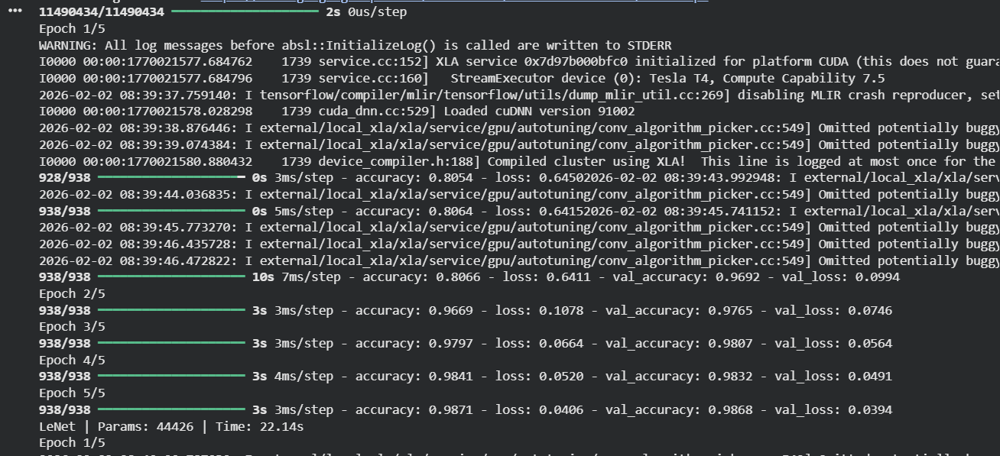 •••
11490434/11490434 ━━━━━━━━━━━━━━━━━━━━ 2s 0us/step
Epoch 1/5
WARNING: All log messages before absl::InitializeLog() is called are written to STDERR
I0000 00:00:1770021577.684762    1739 service.cc:152] XLA service 0x7d97b000bfc0 initialized for platform CUDA (this does not guara
I0000 00:00:1770021577.684796    1739 service.cc:160]   StreamExecutor device (0): Tesla T4, Compute Capability 7.5
2026-02-02 08:39:37.759140: I tensorflow/compiler/mlir/tensorflow/utils/dump_mlir_util.cc:269] disabling MLIR crash reproducer, set
I0000 00:00:1770021578.028298    1739 cuda_dnn.cc:529] Loaded cuDNN version 91002
2026-02-02 08:39:38.876446: I external/local_xla/xla/service/gpu/autotuning/conv_algorithm_picker.cc:549] Omitted potentially buggy
2026-02-02 08:39:39.074384: I external/local_xla/xla/service/gpu/autotuning/conv_algorithm_picker.cc:549] Omitted potentially buggy
I0000 00:00:1770021580.880432    1739 device_compiler.h:188] Compiled cluster using XLA!  This line is logged at most once for the
928/938 ━━━━━━━━━━━━━━━━━━━━ 0s 3ms/step - accuracy: 0.8054 - loss: 0.64502026-02-02 08:39:43.992948: I external/local_xla/xla/serv
2026-02-02 08:39:44.036835: I external/local_xla/xla/service/gpu/autotuning/conv_algorithm_picker.cc:549] Omitted potentially buggy
938/938 ━━━━━━━━━━━━━━━━━━━━ 0s 5ms/step - accuracy: 0.8064 - loss: 0.64152026-02-02 08:39:45.741152: I external/local_xla/xla/serv
2026-02-02 08:39:45.773270: I external/local_xla/xla/service/gpu/autotuning/conv_algorithm_picker.cc:549] Omitted potentially buggy
2026-02-02 08:39:46.435728: I external/local_xla/xla/service/gpu/autotuning/conv_algorithm_picker.cc:549] Omitted potentially buggy
2026-02-02 08:39:46.472822: I external/local_xla/xla/service/gpu/autotuning/conv_algorithm_picker.cc:549] Omitted potentially buggy
938/938 ━━━━━━━━━━━━━━━━━━━━ 10s 7ms/step - accuracy: 0.8066 - loss: 0.6411 - val_accuracy: 0.9692 - val_loss: 0.0994
Epoch 2/5
938/938 ━━━━━━━━━━━━━━━━━━━━ 3s 3ms/step - accuracy: 0.9669 - loss: 0.1078 - val_accuracy: 0.9765 - val_loss: 0.0746
Epoch 3/5
938/938 ━━━━━━━━━━━━━━━━━━━━ 3s 3ms/step - accuracy: 0.9797 - loss: 0.0664 - val_accuracy: 0.9807 - val_loss: 0.0564
Epoch 4/5
938/938 ━━━━━━━━━━━━━━━━━━━━ 3s 4ms/step - accuracy: 0.9841 - loss: 0.0520 - val_accuracy: 0.9832 - val_loss: 0.0491
Epoch 5/5
938/938 ━━━━━━━━━━━━━━━━━━━━ 3s 3ms/step - accuracy: 0.9871 - loss: 0.0406 - val_accuracy: 0.9868 - val_loss: 0.0394
LeNet | Params: 44426 | Time: 22.14s
Epoch 1/5